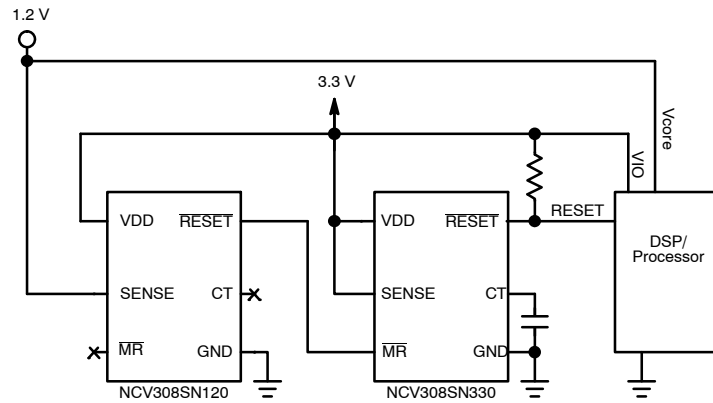 1.2 V
3.3 V
Vcore
VIO
VDD
RESET
SENSE
CT
MR
GND
NCV308SN120
VDD
RESET
SENSE
CT
MR
GND
NCV308SN330
RESET
DSP/
Processor